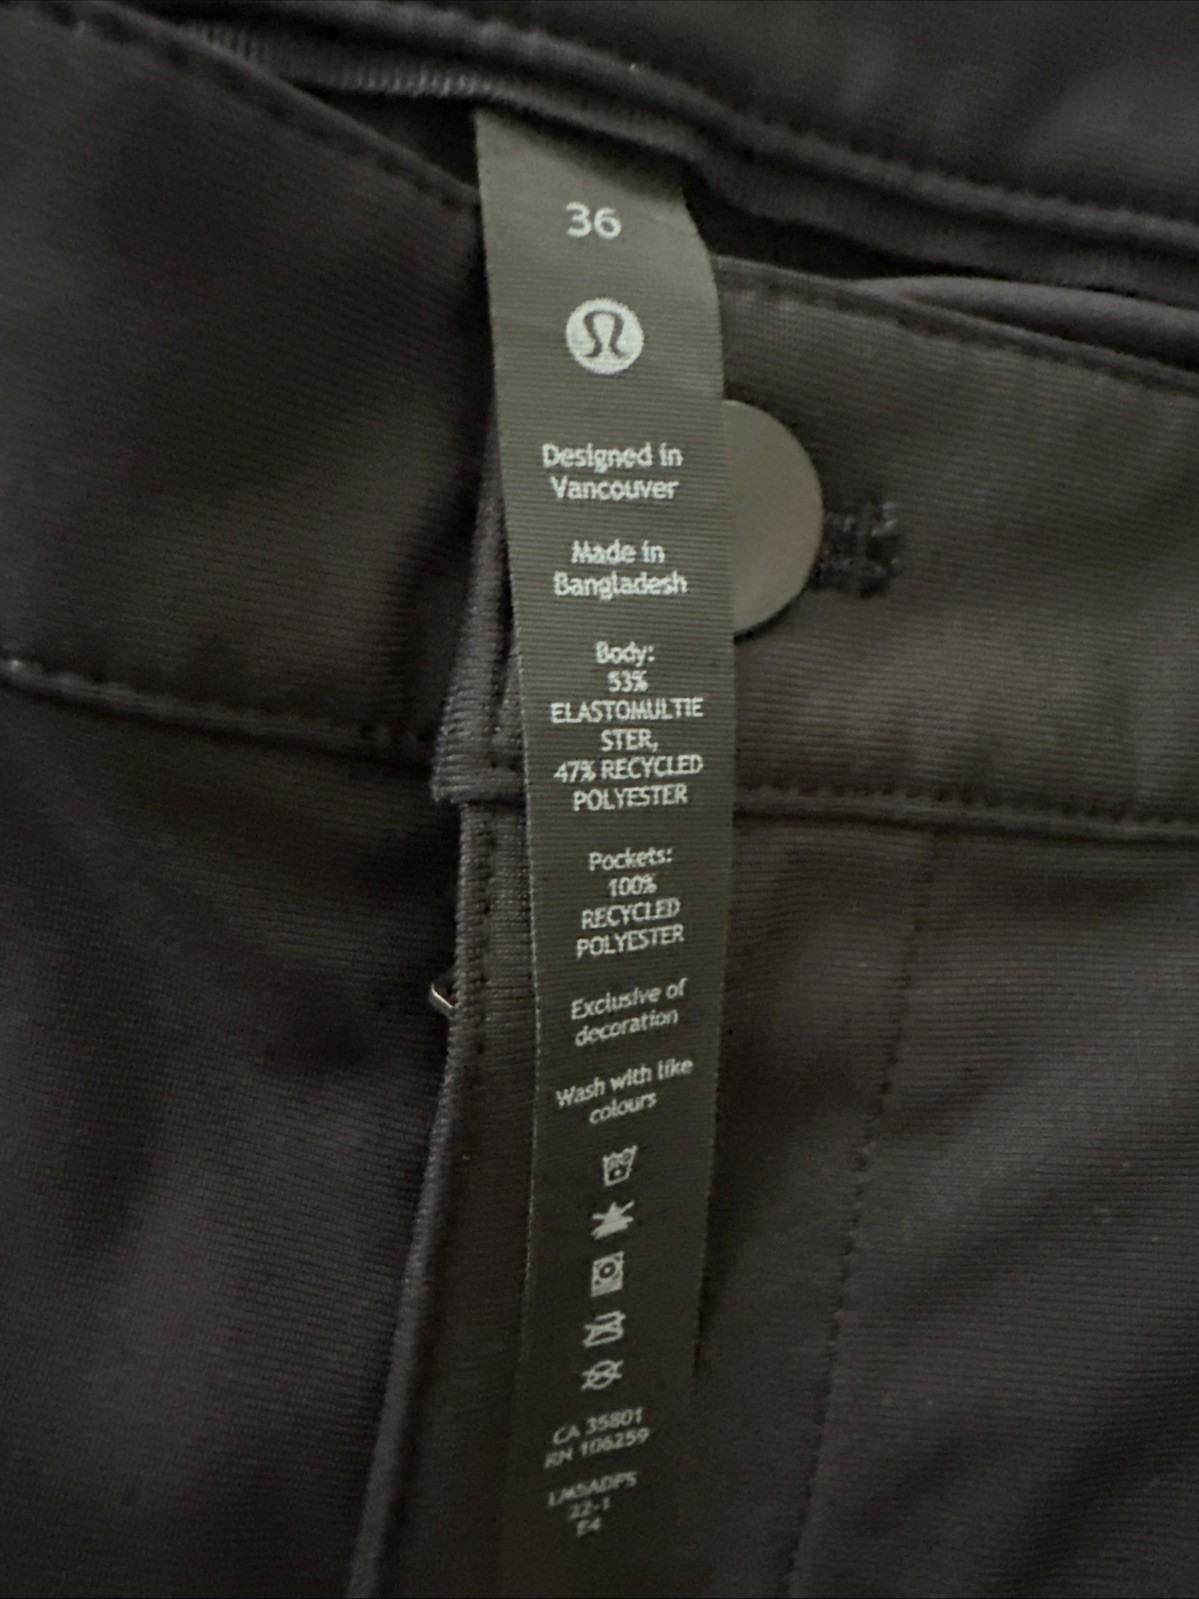 36
Designed in
Vancouver
Made in
Bangladesh
Body:
53%
ELASTOMULTIE
STER,
47% RECYCLED
POLYESTER
Pockets:
100%
RECYCLED
POLYESTER
Exclusive of
decoration
Wash with like
colours
CA 35801
RN 106259
22-1
E4